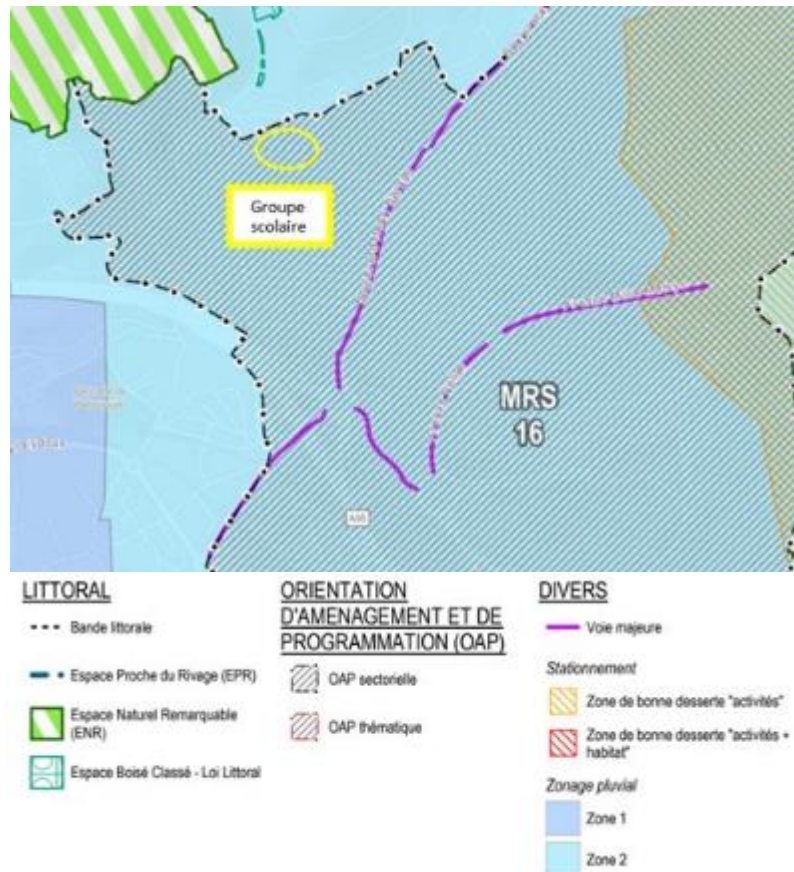 Groupe
scolaire
MRS
16
LITTORAL
Bande littorale
Espace Proche du Rivage (EPR)
Espace Naturel Remarquable
(ENR)
Espace Boisé Classé - Loi Littoral
ORIENTATION
D'AMENAGEMENT ET DE
PROGRAMMATION (OAP)
OAP sectorielle
OAP thématique
DIVERS
Voie majeure
Stationnement
Zone de bonne desserte "activités"
Zone de bonne desserte "activités +
habitat"
Zonage pluvial
Zone 1
Zone 2